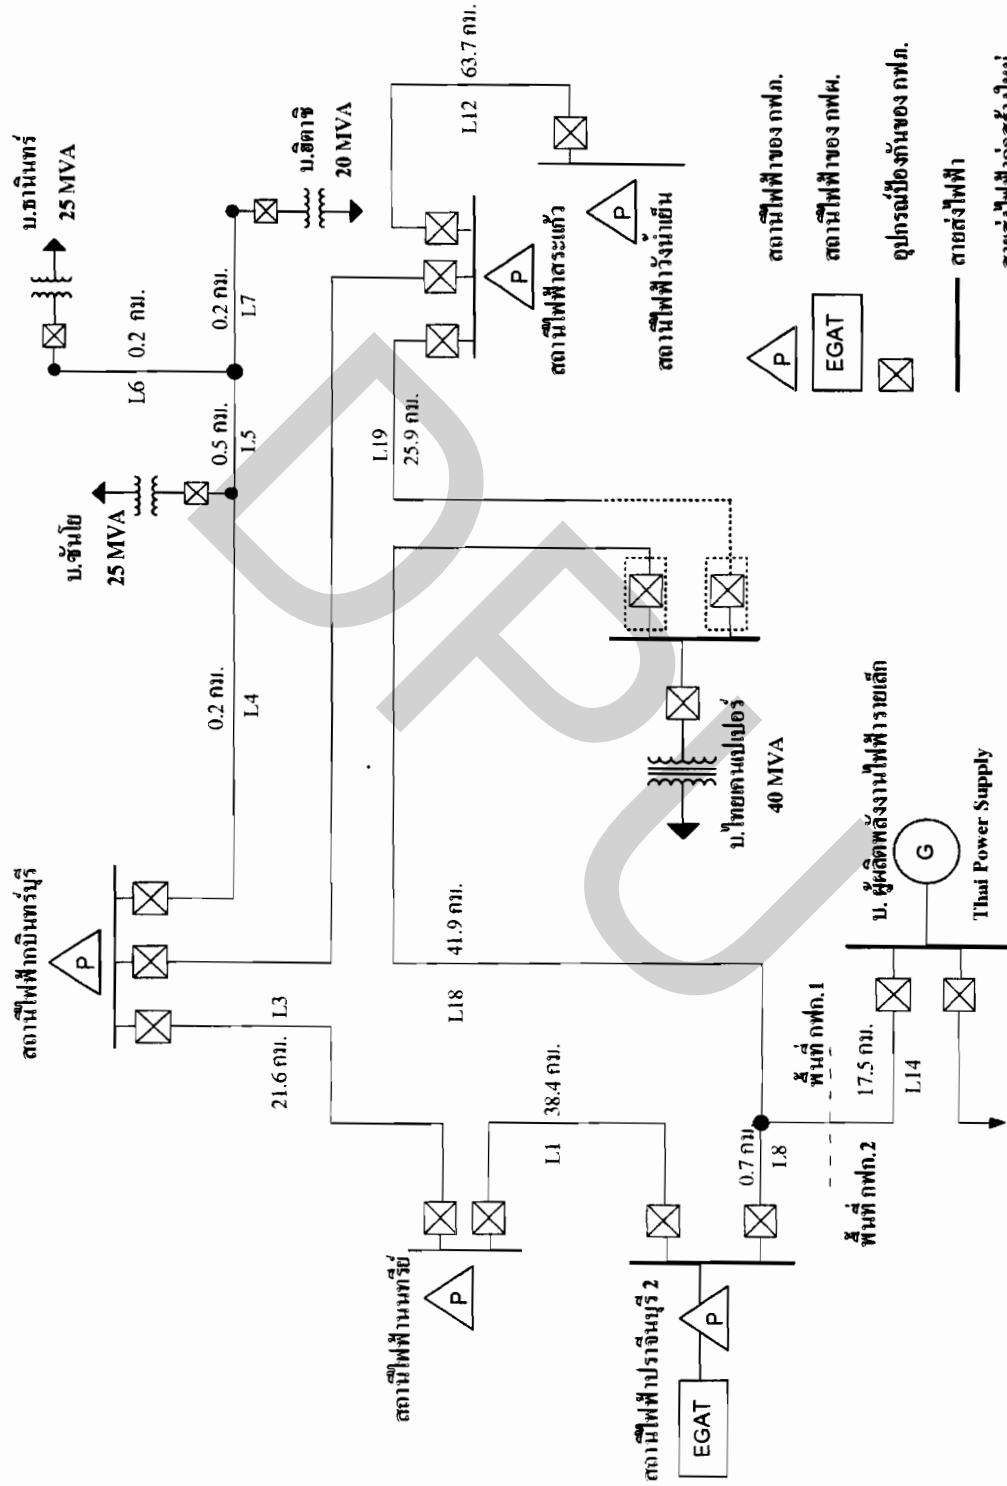 บ.ธานินทร์
25 MVA
0.2 กม.
L6
บ.ซันโย
25 MVA
0.5 กม.
L5
0.2 กม.
L7
บ.ฮิตาชิ
20 MVA
0.2 กม.
L4
สถานีไฟฟ้ากบินทร์บุรี
P
63.7 กม.
L12
สถานีไฟฟ้าสระแก้ว
P
สถานีไฟฟ้าวังน้ำเย็น
P
L19
25.9 กม.
21.6 กม.
L3
41.9 กม.
L18
บ.ไทยเคนเปเปอร์
40 MVA
สถานีไฟฟ้านนทรีย์
P
38.4 กม.
L1
สถานีไฟฟ้าปราจีนบุรี 2
EGAT
P
0.7 กม
L8
พื้นที่ กฟก.1
พื้นที่ กฟก.2
17.5 กม.
L14
บ. ผู้ผลิตพลังงานไฟฟ้ารายเล็ก
G
Thai Power Supply
P
สถานีไฟฟ้าของ กฟภ.
EGAT
สถานีไฟฟ้าของ กฟผ.
อุปกรณ์ป้องกันของ กฟภ.
สายส่งไฟฟ้า
DPU